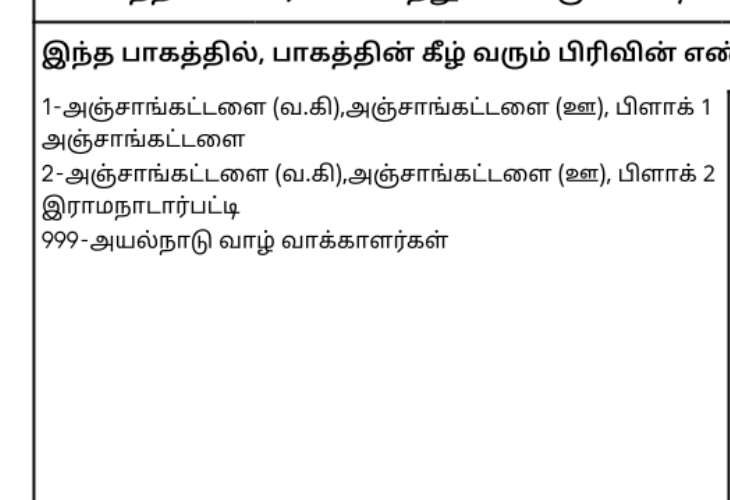 இந்த பாகத்தில், பாகத்தின் கீழ் வரும் பிரிவின் எண்
1-அஞ்சாங்கட்டளை (வ.கி),அஞ்சாங்கட்டளை (ஊ), பிளாக் 1
அஞ்சாங்கட்டளை
2-அஞ்சாங்கட்டளை (வ.கி),அஞ்சாங்கட்டளை (ஊ), பிளாக் 2
இராமநாடார்பட்டி
999-அயல்நாடு வாழ் வாக்காளர்கள்